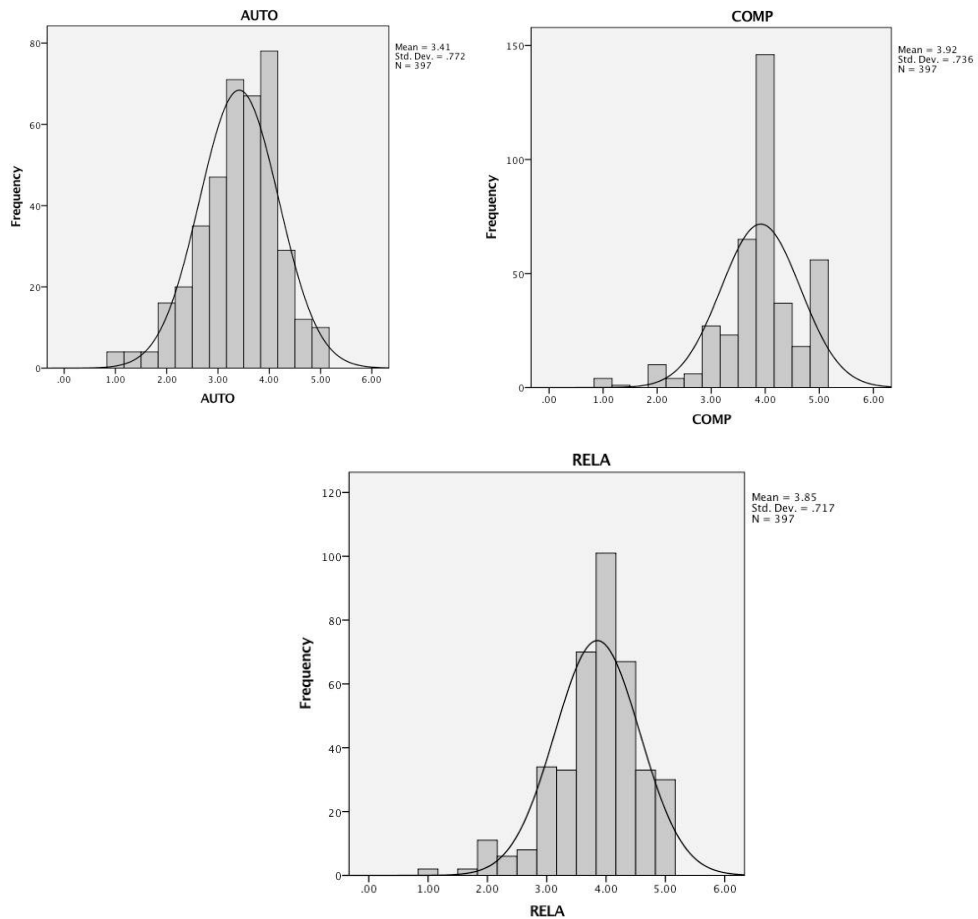 AUTO
Mean = 3.41
Std. Dev. = .772
N = 397
Frequency
80
60
40
20
0
.00 1.00 2.00 3.00 4.00 5.00 6.00
AUTO
COMP
Mean = 3.92
Std. Dev. = .736
N = 397
Frequency
150
100
50
0
.00 1.00 2.00 3.00 4.00 5.00 6.00
COMP
RELA
Mean = 3.85
Std. Dev. = .717
N = 397
Frequency
120
100
80
60
40
20
0
.00 1.00 2.00 3.00 4.00 5.00 6.00
RELA